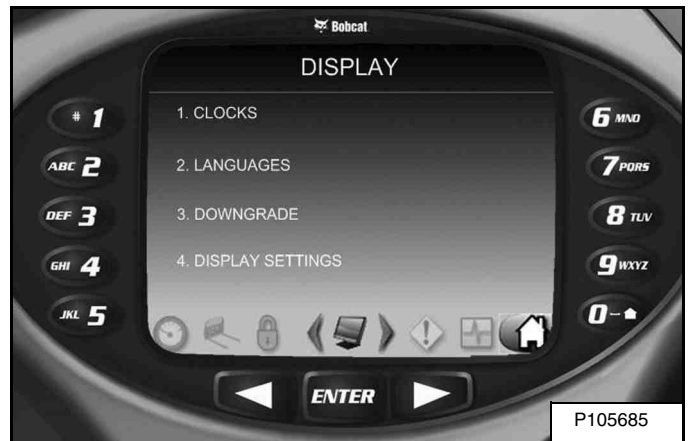 Bobcat
DISPLAY
# 1
ABC 2
DEF 3
GHI 4
JKL 5
1. CLOCKS
2. LANGUAGES
3. DOWNGRADE
4. DISPLAY SETTINGS
6 MNO
7 PQRS
8 TUV
9 WXYZ
0-
ENTER
P105685